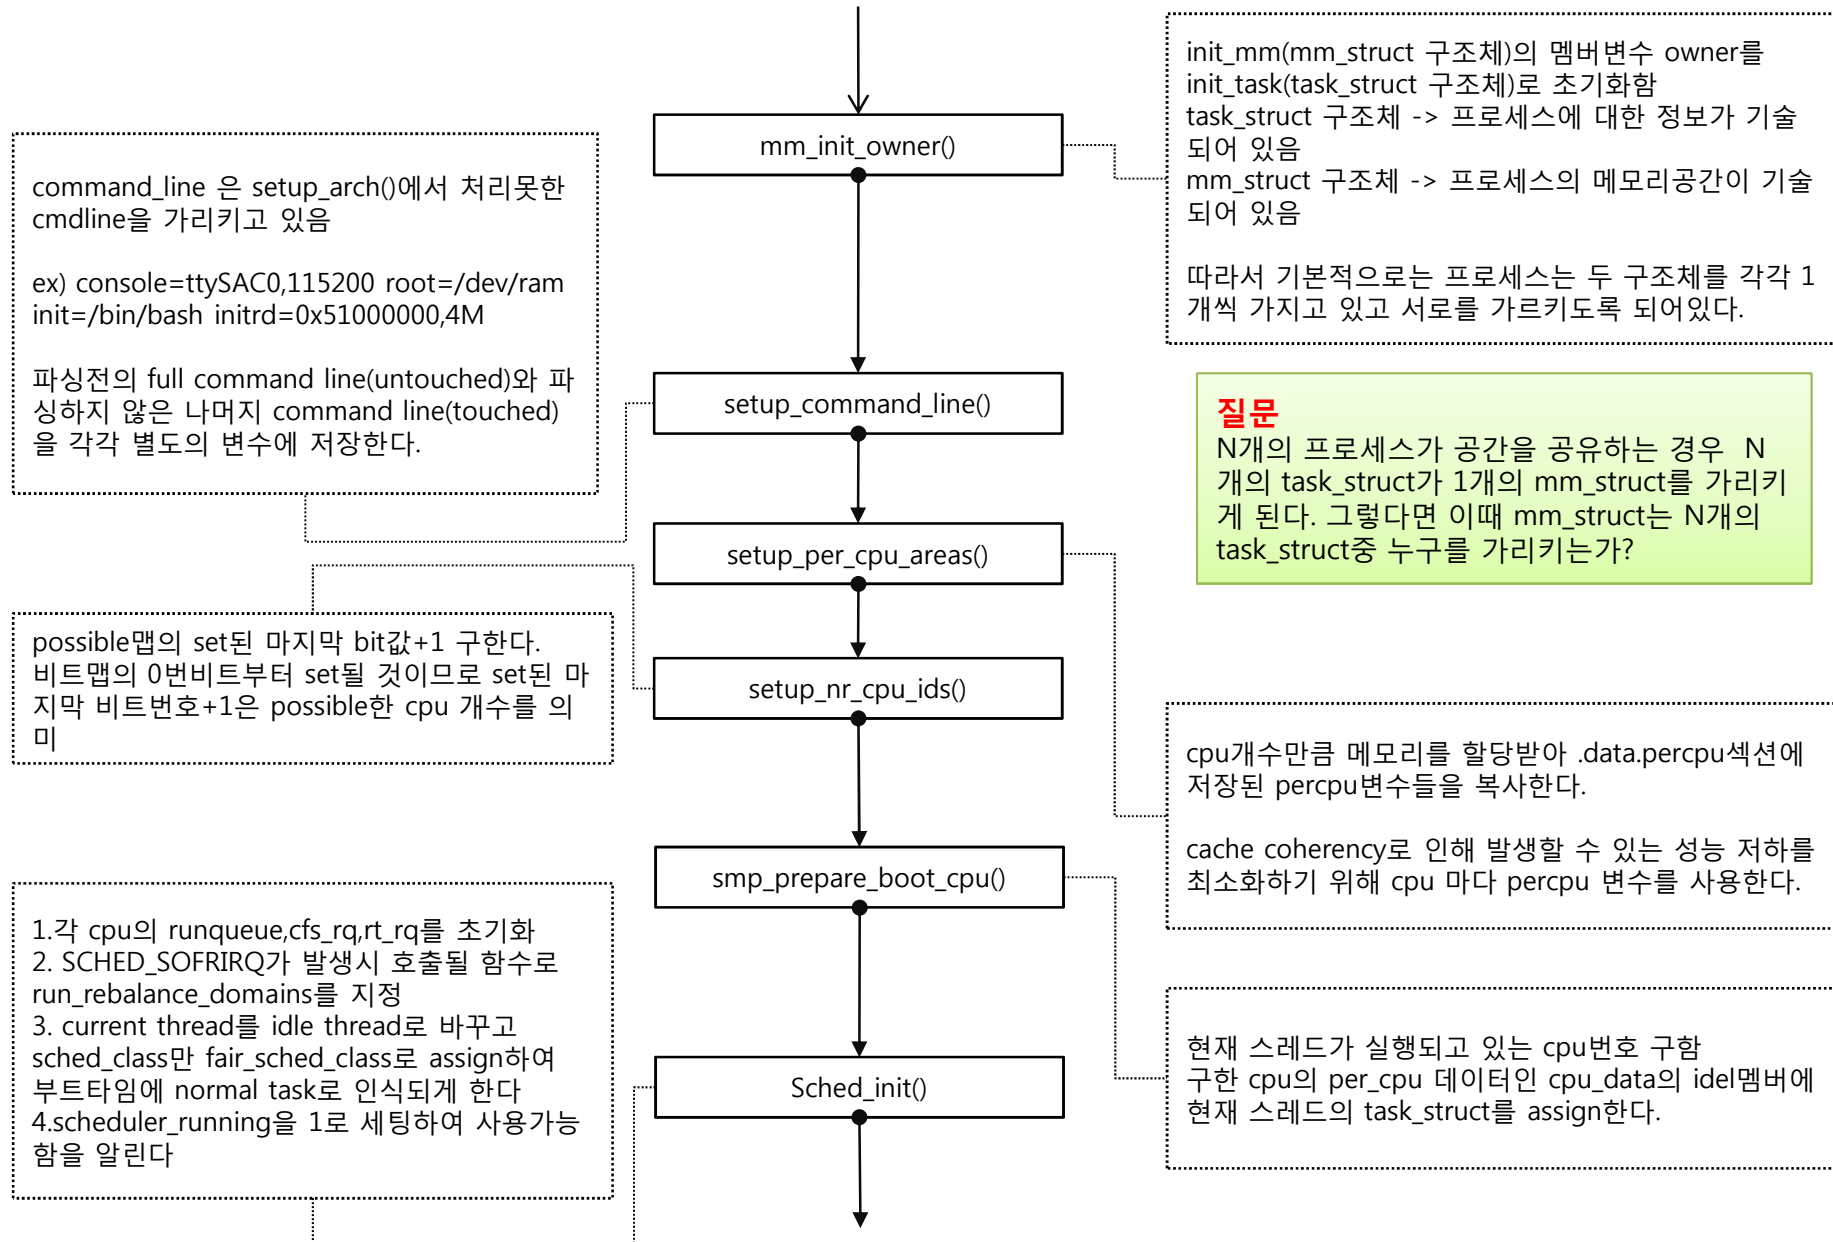 init_mm(mm_struct 구조체)의 멤버변수 owner를
init_task(task_struct 구조체)로 초기화함
task_struct 구조체 -> 프로세스에 대한 정보가 기술
되어 있음
mm_struct 구조체 -> 프로세스의 메모리공간이 기술
되어 있음
따라서 기본적으로는 프로세스는 두 구조체를 각각 1
개씩 가지고 있고 서로를 가르키도록 되어있다.
mm_init_owner()
command_line 은 setup_arch()에서 처리못한
cmdline을 가리키고 있음
ex) console=ttySAC0,115200 root=/dev/ram
init=/bin/bash initrd=0x51000000,4M
파싱전의 full command line(untouched)와 파
싱하지 않은 나머지 command line(touched)
을 각각 별도의 변수에 저장한다.
setup_command_line()
질문
N개의 프로세스가 공간을 공유하는 경우 N
개의 task_struct가 1개의 mm_struct를 가리키
게 된다. 그렇다면 이때 mm_struct는 N개의
task_struct중 누구를 가리키는가?
setup_per_cpu_areas()
possible맵의 set된 마지막 bit값+1 구한다.
비트맵의 0번비트부터 set될 것이므로 set된 마
지막 비트번호+1은 possible한 cpu 개수를 의
미
setup_nr_cpu_ids()
cpu개수만큼 메모리를 할당받아 .data.percpu섹션에
저장된 percpu변수들을 복사한다.
cache coherency로 인해 발생할 수 있는 성능 저하를
최소화하기 위해 cpu 마다 percpu 변수를 사용한다.
smp_prepare_boot_cpu()
1.각 cpu의 runqueue,cfs_rq,rt_rq를 초기화
2. SCHED_SOFRIRQ가 발생시 호출될 함수로
run_rebalance_domains를 지정
3. current thread를 idle thread로 바꾸고
sched_class만 fair_sched_class로 assign하여
부트타임에 normal task로 인식되게 한다
4.scheduler_running을 1로 세팅하여 사용가능
함을 알린다
현재 스레드가 실행되고 있는 cpu번호 구함
구한 cpu의 per_cpu 데이터인 cpu_data의 idel멤버에
현재 스레드의 task_struct를 assign한다.
Sched_init()